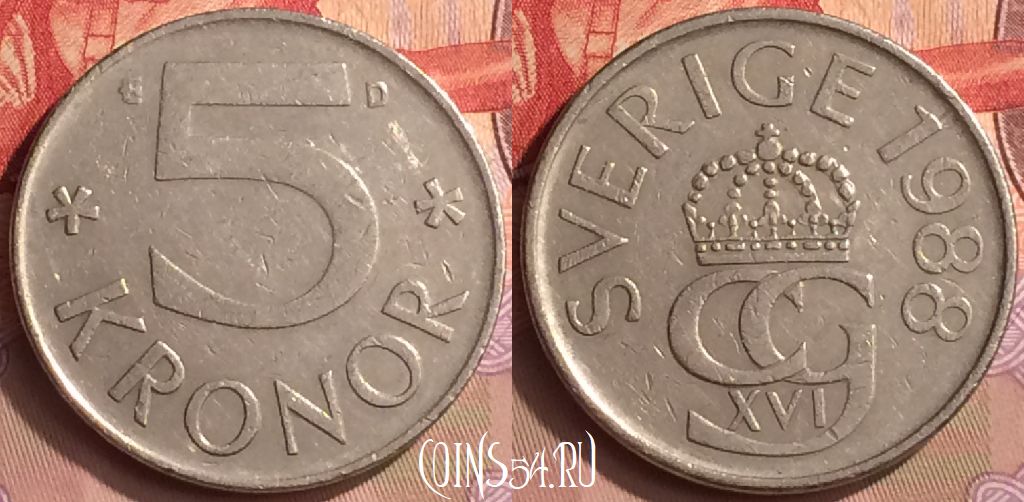 U D
5
* *
KRONOR
SVERIGE 1988
CG
XVI
COINS54.RU